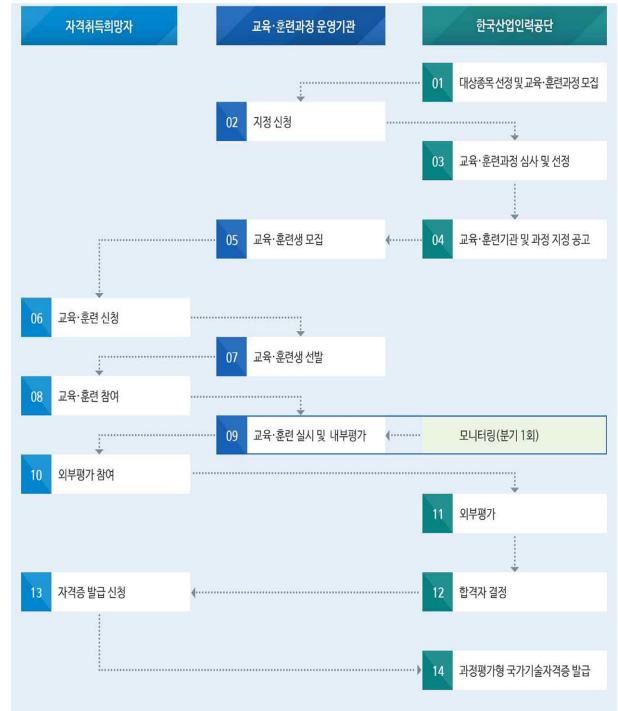 자격취득희망자
교육·훈련과정 운영기관
한국산업인력공단
01 대상종목 선정 및 교육·훈련과정 모집
02 지정 신청
03 교육·훈련과정 심사 및 선정
05 교육·훈련생 모집
04 교육·훈련기관 및 과정 지정 공고
06 교육·훈련 신청
07 교육·훈련생 선발
08 교육·훈련 참여
09 교육·훈련 실시 및 내부평가
모니터링(분기 1회)
10 외부평가 참여
11 외부평가
13 자격증 발급 신청
12 합격자 결정
14 과정평가형 국가기술자격증 발급